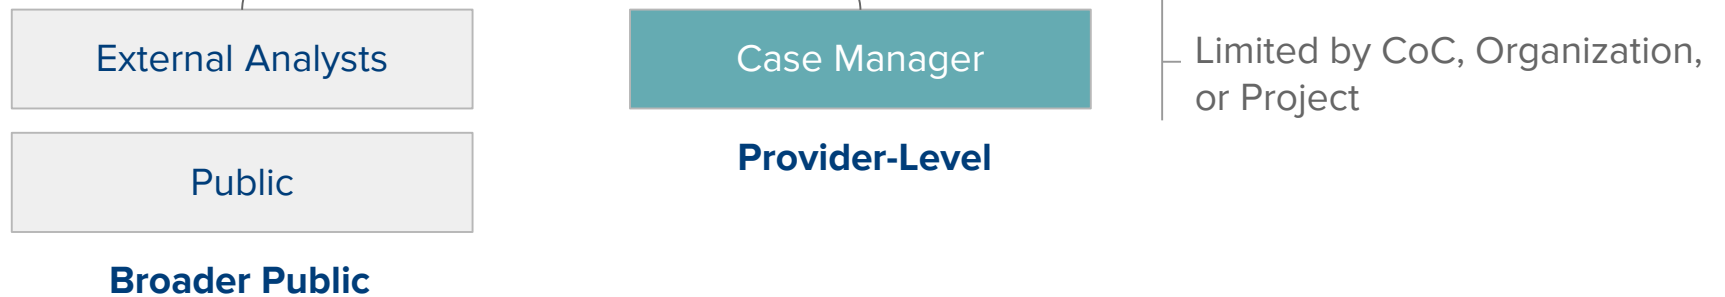 External Analysts
Public
Broader Public
Case Manager
Provider-Level
Limited by CoC, Organization,
or Project